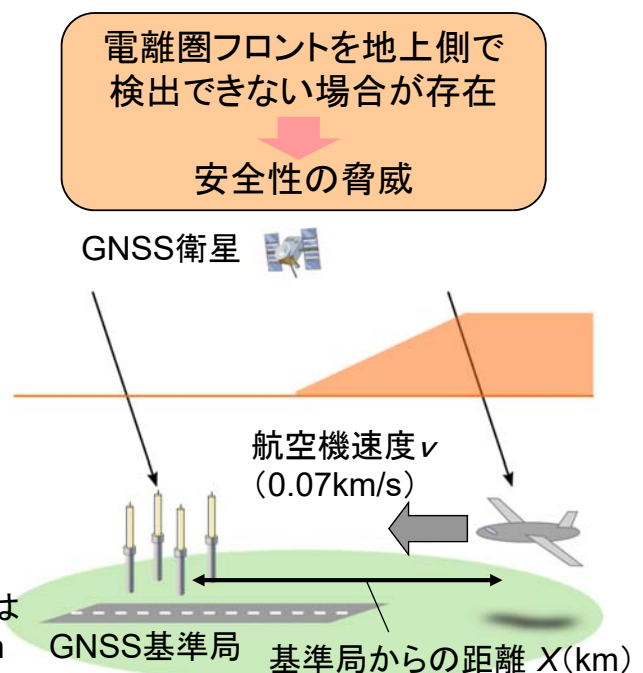 電離圏フロントを地上側で
検出できない場合が存在
安全性の脅威
GNSS衛星
航空機速度v
（0.07km/s）
は
GNSS基準局
基準局からの距離 X(km)